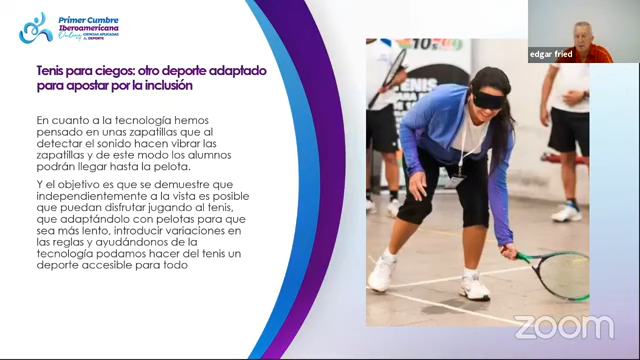 Primer Cumbre
Iberoamericana
Online CIENCIAS APLICADAS
AL DEPORTE
edgar fried
Tenis para ciegos: otro deporte adaptado
para apostar por la inclusión
En cuanto a la tecnología hemos
pensado en unas zapatillas que al
detectar el sonido hacen vibrar las
zapatillas y de este modo los alumnos
podrán llegar hasta la pelota.
Y el objetivo es que se demuestre que
independientemente a la vista es posible
que puedan disfrutar jugando al tenis,
que adaptándolo con pelotas para que
sea más lento, introducir variaciones en
las reglas y ayudándonos de la
tecnología podamos hacer del tenis un
deporte accesible para todo
TENIS
zoom